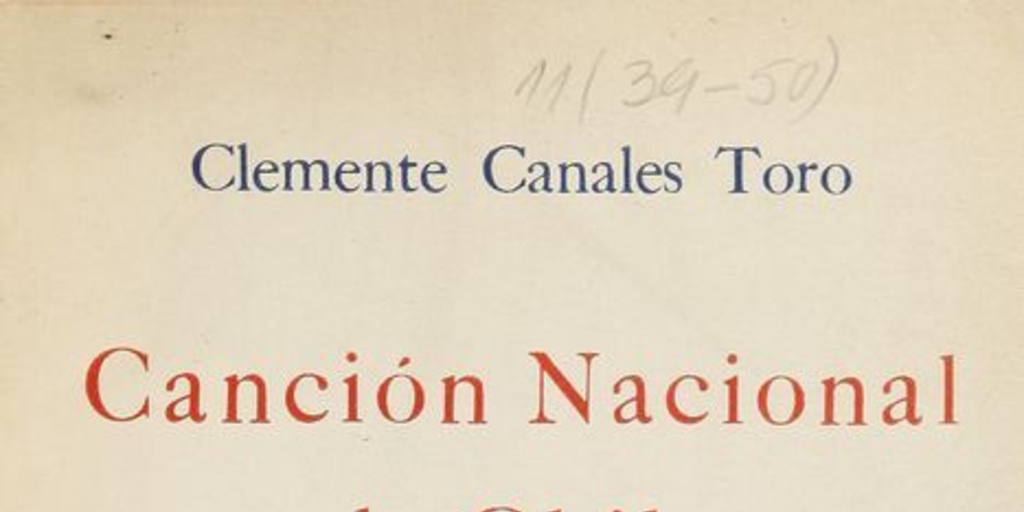 11(39-50)
Clemente Canales Toro
Canción Nacional